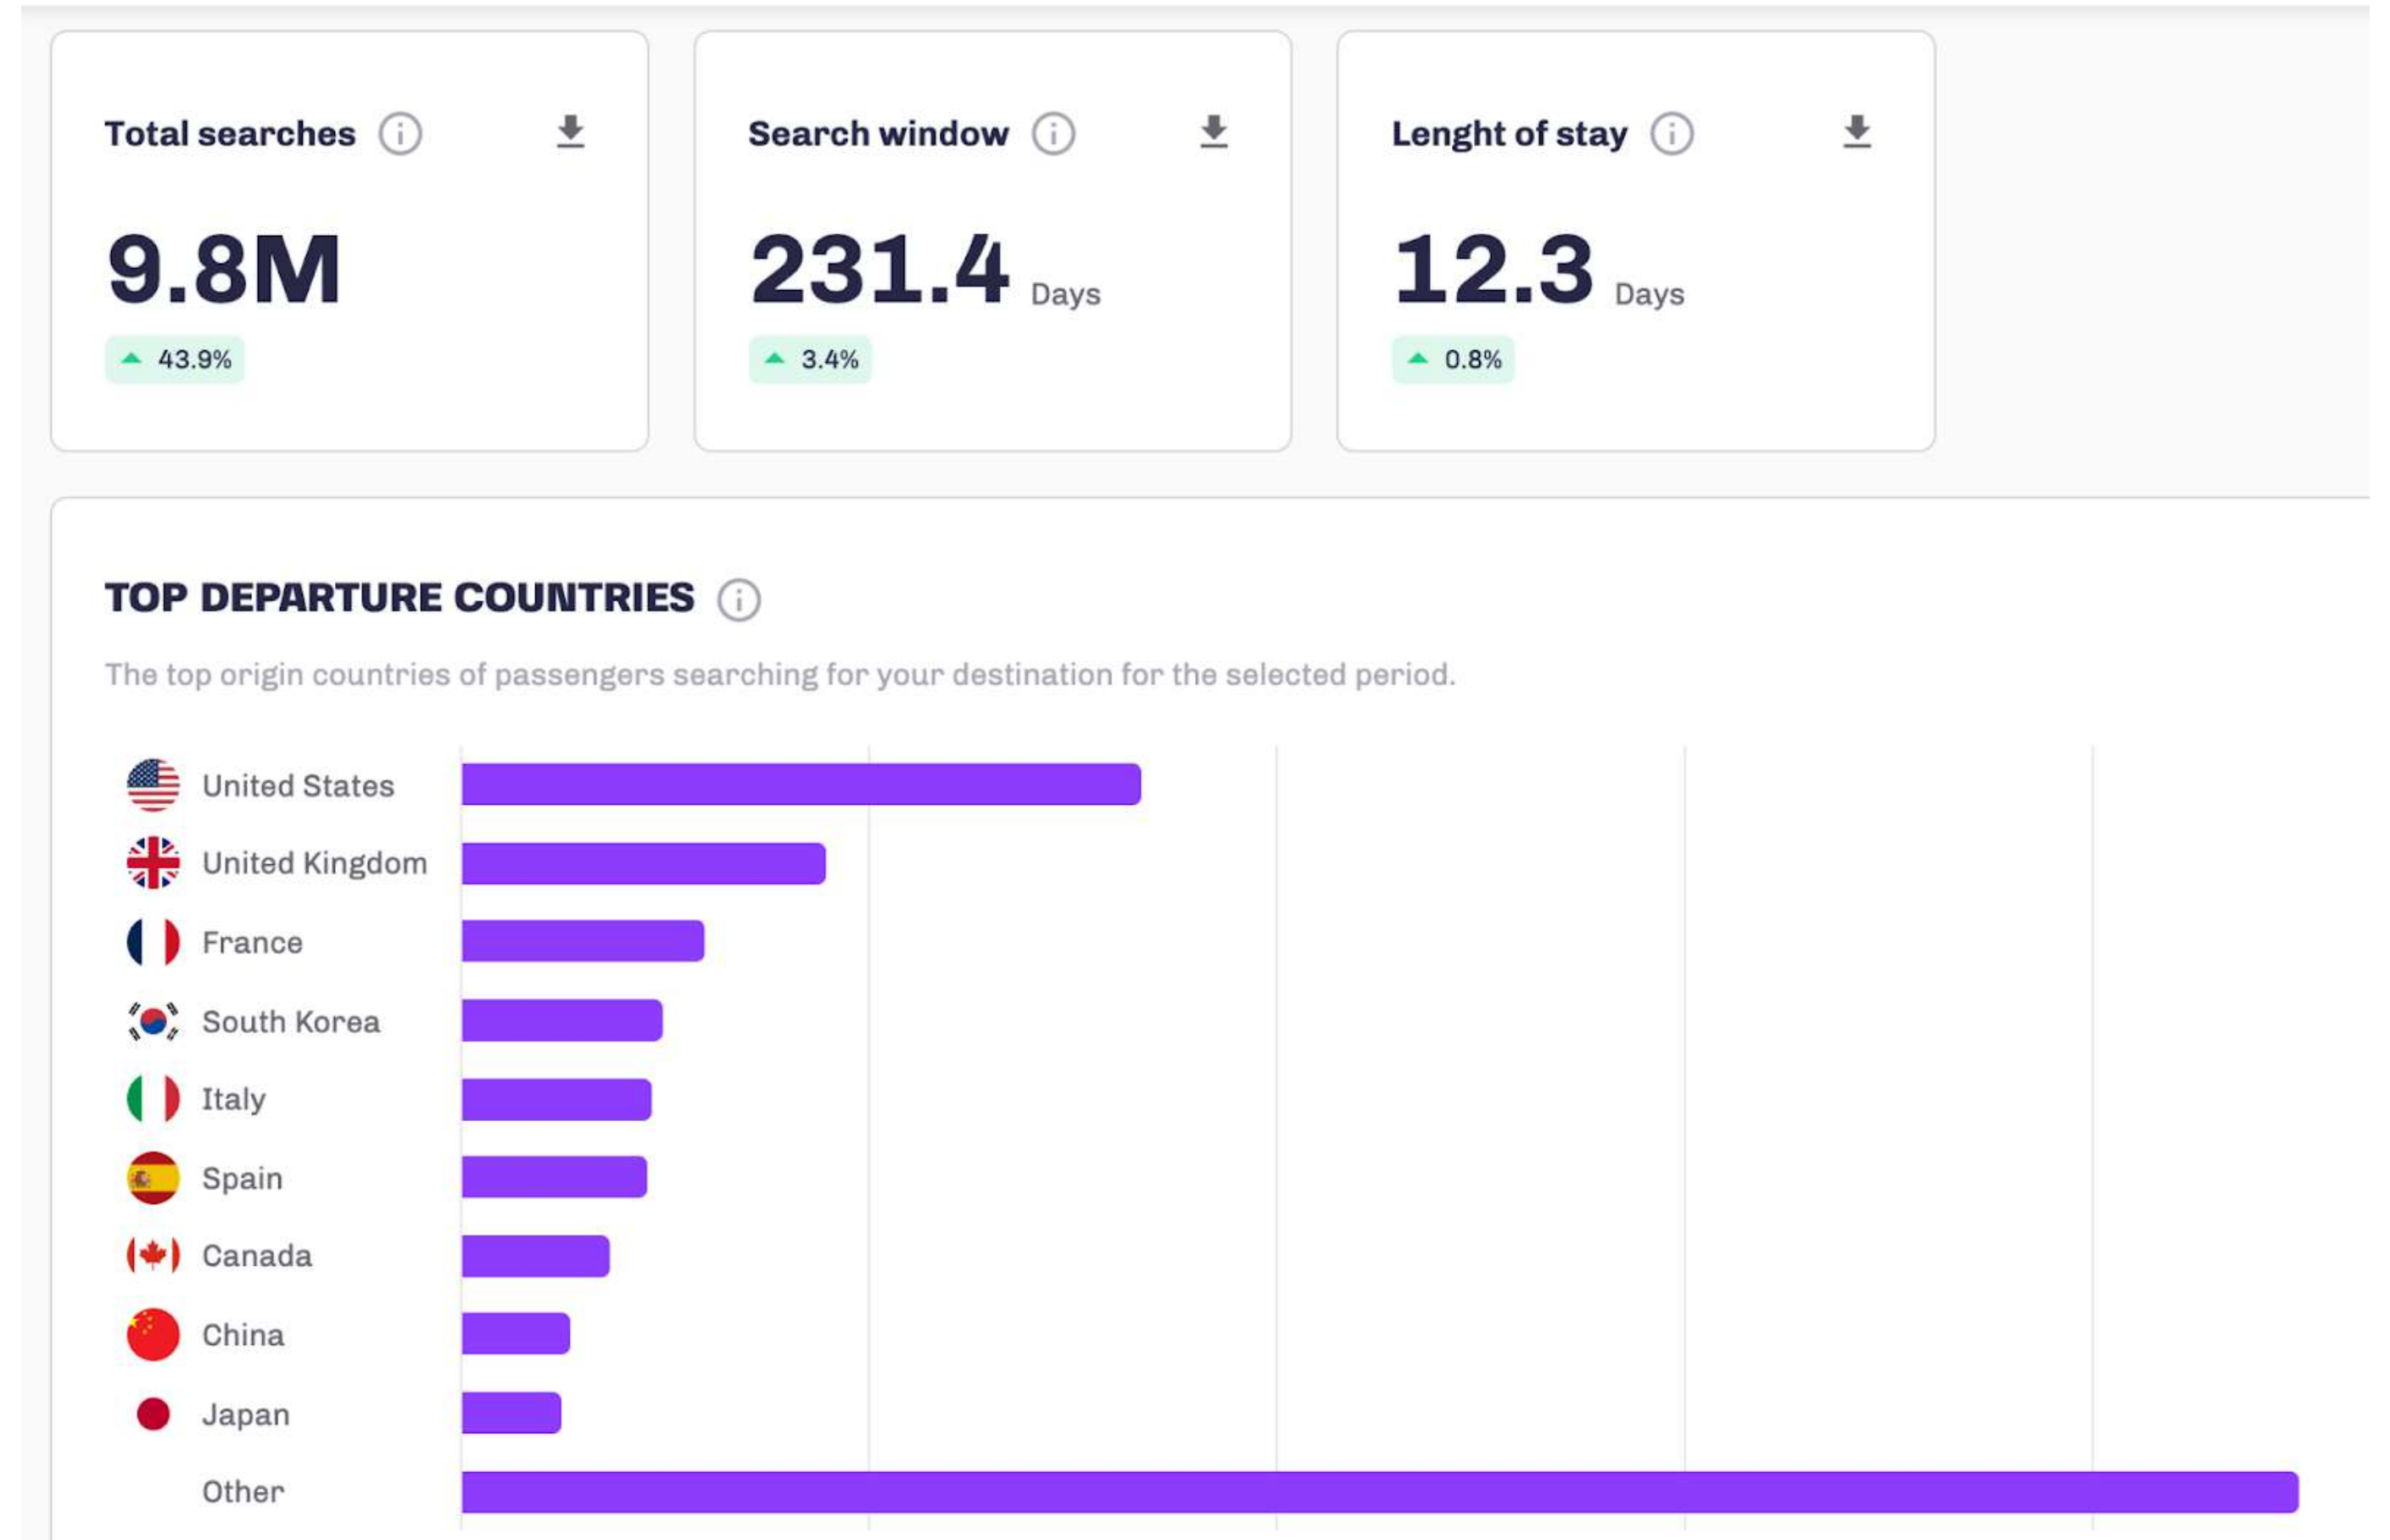 Total searches
9.8M
43.9%
Search window
231.4 Days
3.4%
Lenght of stay
12.3 Days
0.8%
TOP DEPARTURE COUNTRIES
The top origin countries of passengers searching for your destination for the selected period.
United States
United Kingdom
France
South Korea
Italy
Spain
Canada
China
Japan
Other